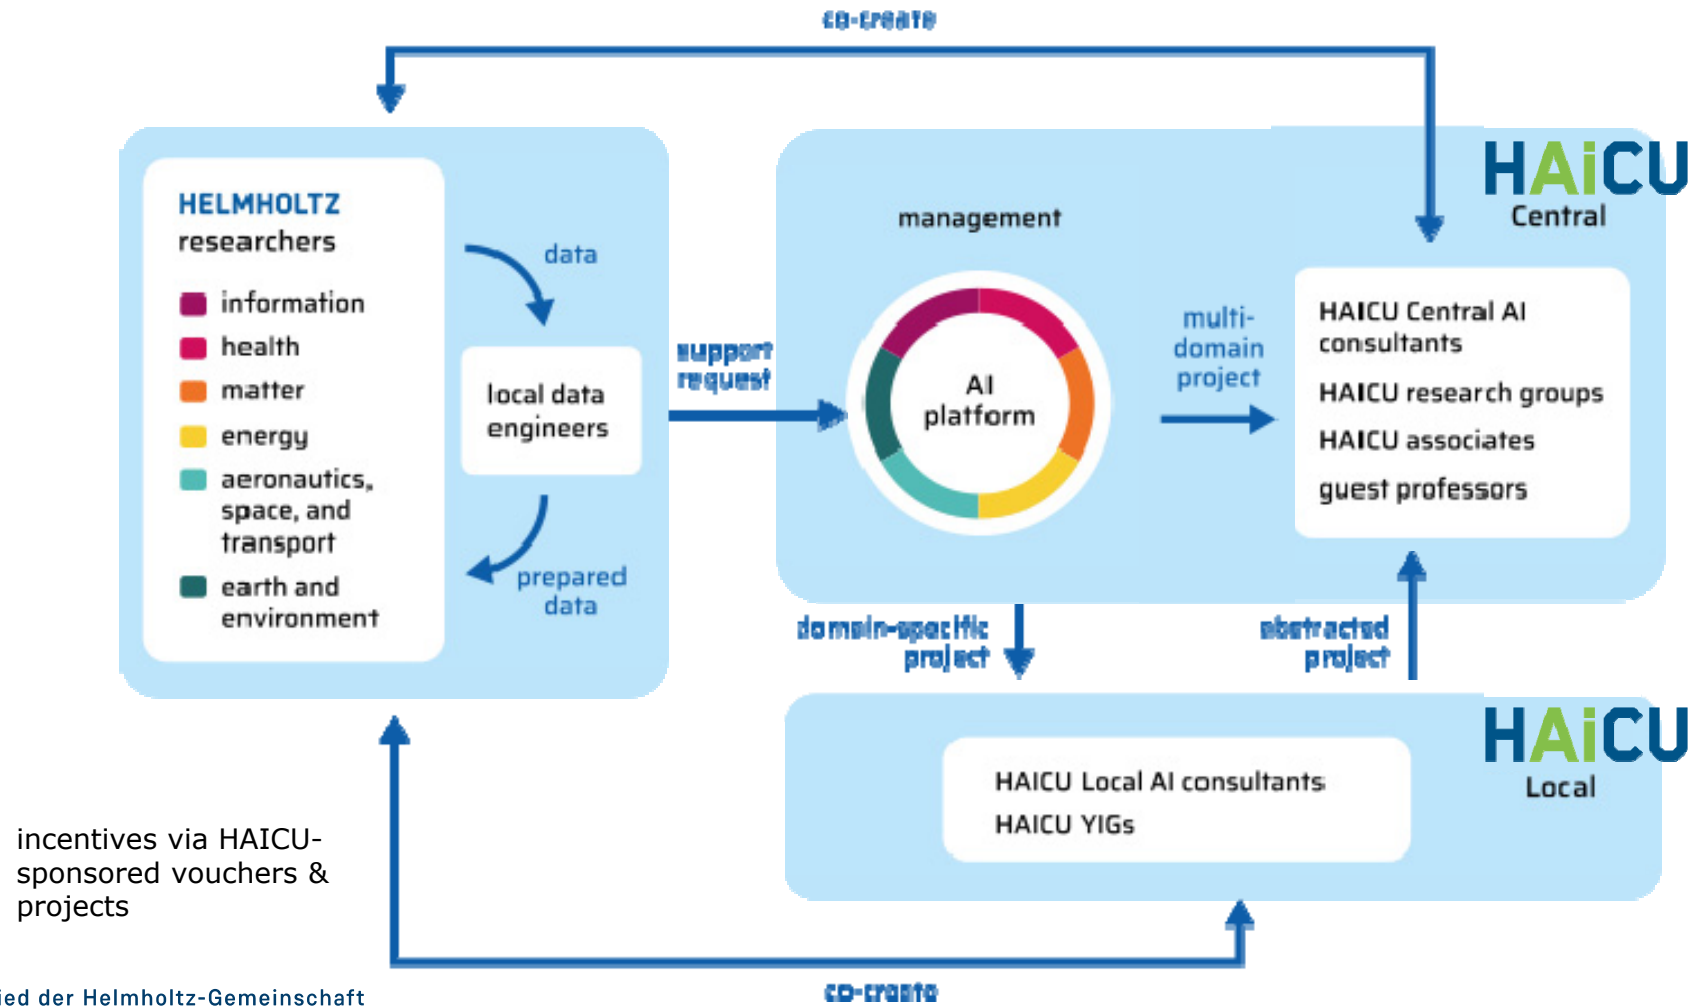 co-create
HELMHOLTZ
researchers
information
health
matter
energy
aeronautics,
space, and
transport
earth and
environment
data
local data
engineers
prepared
data
support
request
HAiCU
Central
management
AI
platform
multi-
domain
project
HAICU Central AI
consultants
HAICU research groups
HAICU associates
guest professors
domain-specific
project
abstracted
project
HAiCU
Local
HAICU Local AI consultants
HAICU YIGs
incentives via HAICU-
sponsored vouchers &
projects
co-create
ied der Helmholtz-Gemeinschaft